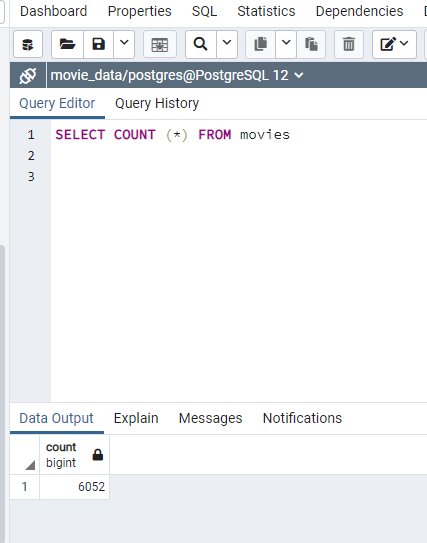 Dashboard Properties SQL Statistics Dependencies
movie_data/postgres@PostgreSQL 12
Query Editor Query History
1 SELECT COUNT (*) FROM movies
2
3
Data Output Explain Messages Notifications
count
bigint
1 6052